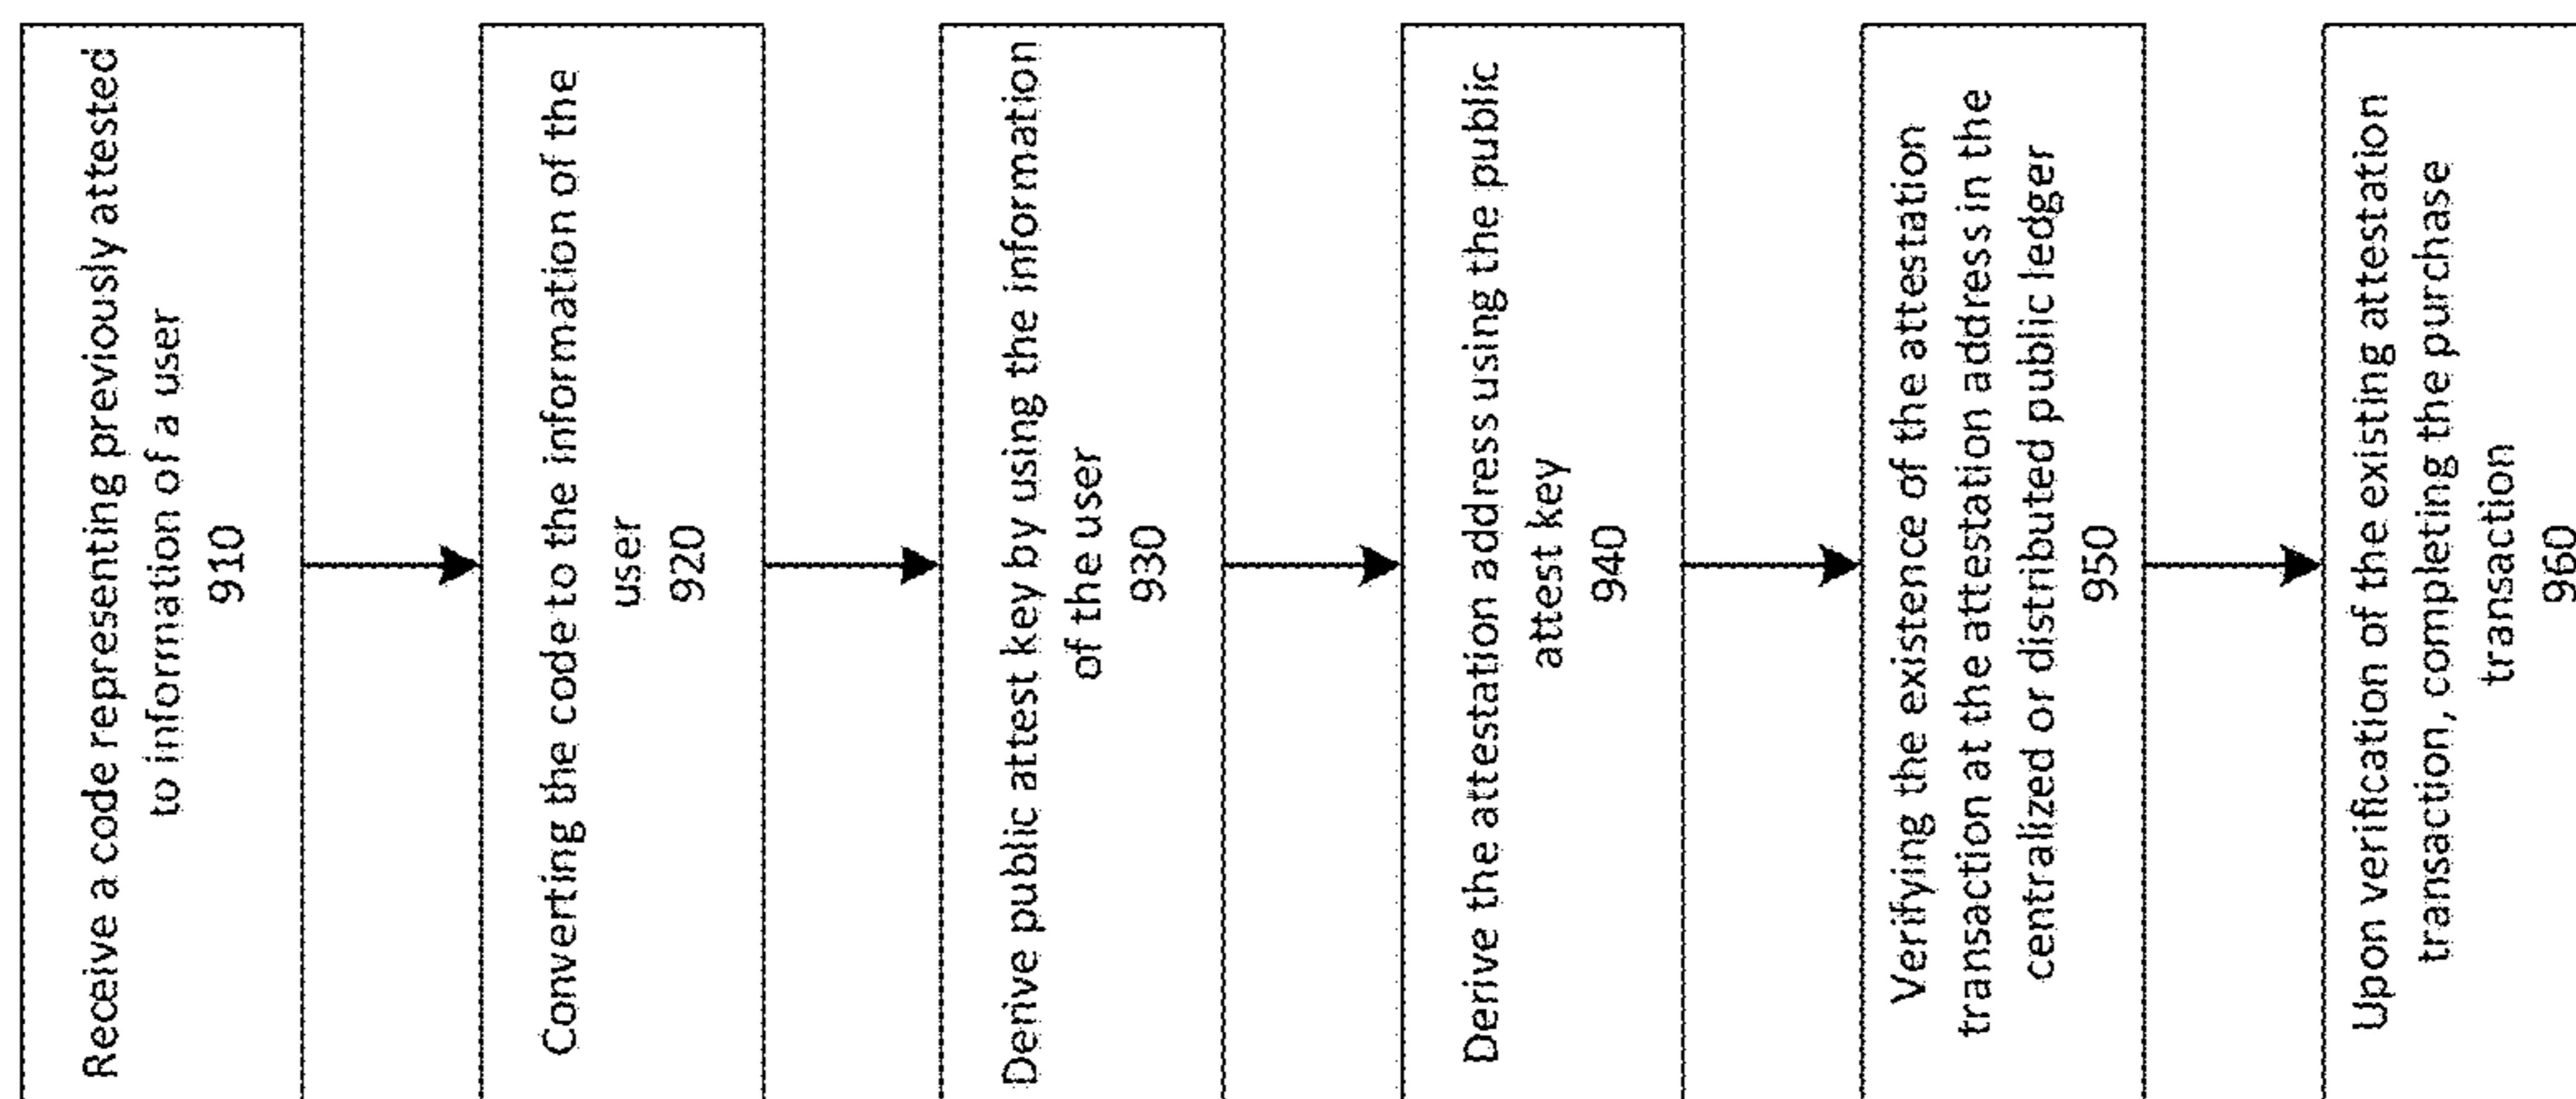 Receive a code representing previously attested
to information of a user
910
Converting the code to the information of the
user
920
Derive public attest key by using the information
of the user
930
Derive the attestation address using the public
attest key
940
Verifying the existence of the attestation
transaction at the attestation address in the
centralized or distributed public ledger
950
Upon verification of the existing attestation
transaction, completing the purchase
transaction
960